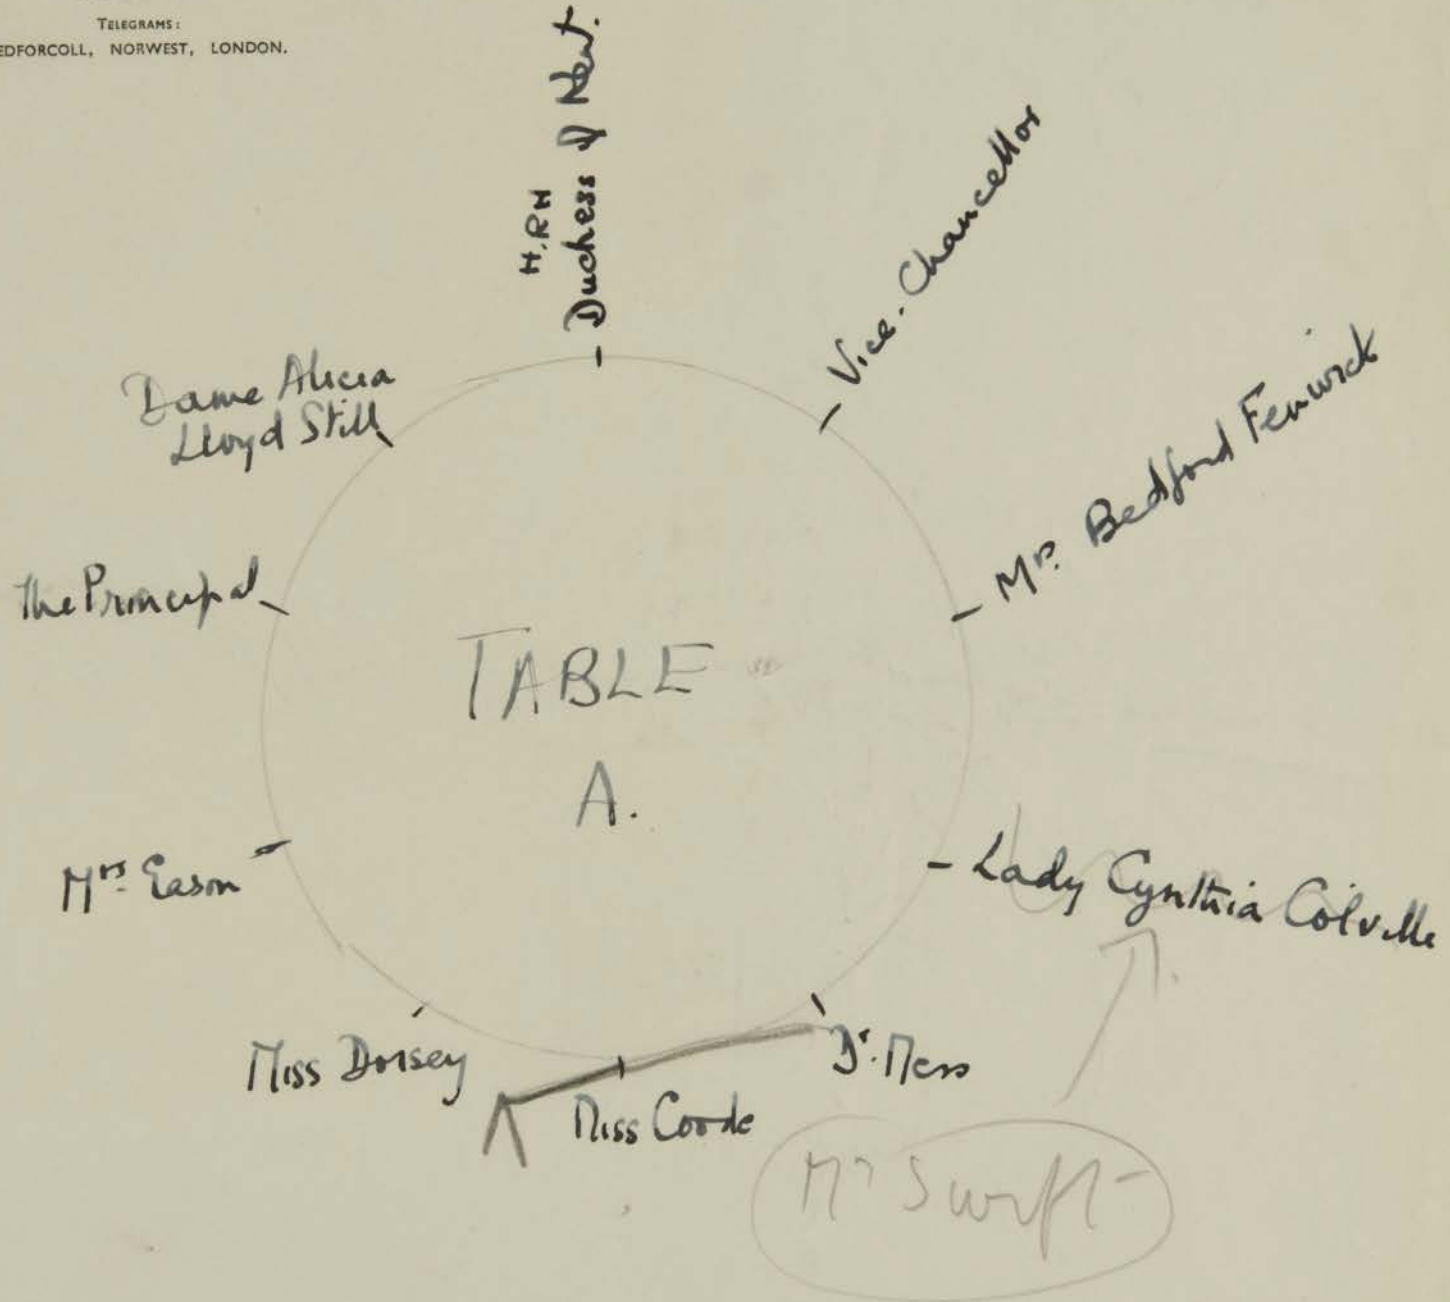 TELEGRAMS:
EDFORCOLL, NORWEST, LONDON.
H.R.H
Duchess of Kent.
Vice-Chancellor
Mrs. Bedford Fenwick
Lady Cynthia Colville
Dr.
Miss Coode
Miss Dorsey
Mrs. Eason
The Principal
Dame Alicia
Lloyd Still
TABLE
A.
Mr Swift